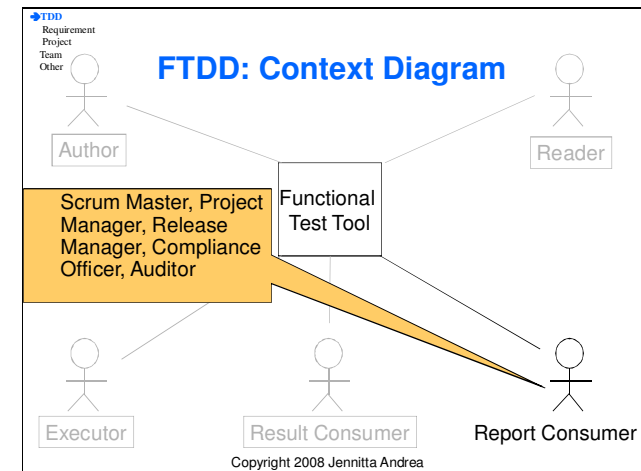 ➔TDD
Requirement
Project
Team
Other
FTDD: Context Diagram
Author
Reader
Functional
Test Tool
Scrum Master, Project
Manager, Release
Manager, Compliance
Officer, Auditor
Executor
Result Consumer
Report Consumer
Copyright 2008 Jennitta Andrea